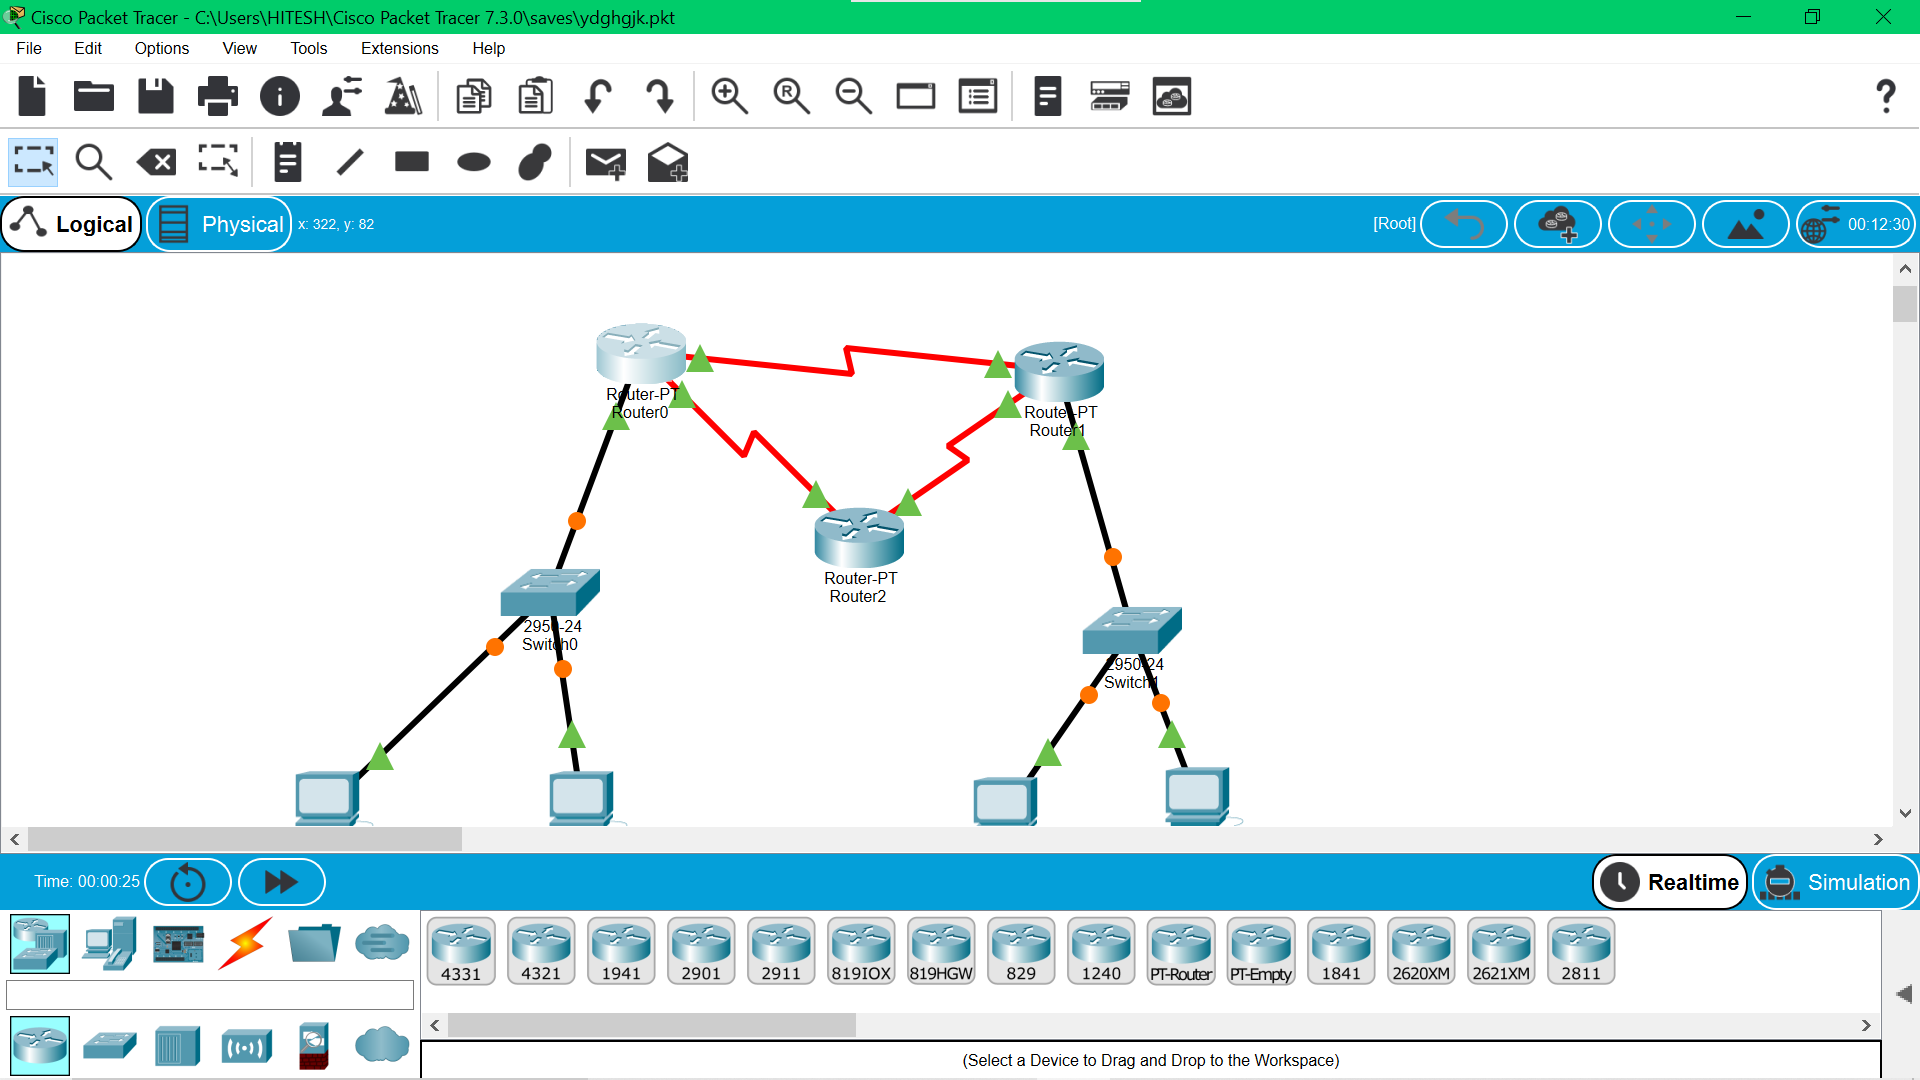 Cisco Packet Tracer - C:\Users\HITESH\Cisco Packet Tracer 7.3.0\saves\ydghgjk.pkt
File Edit Options View Tools Extensions Help
R
?
Logical Physical x: 322, y: 82 [Root] 00:12:30
Router-PT
Router0
Router-PT
Router1
Router-PT
Router2
2950-24
Switch0
2950-24
Switch1
Time: 00:00:25 Realtime Simulation
4331 4321 1941 2901 2911 819IOX 819HGW 829 1240 PT-Router PT-Empty 1841 2620XM 2621XM 2811
(Select a Device to Drag and Drop to the Workspace)